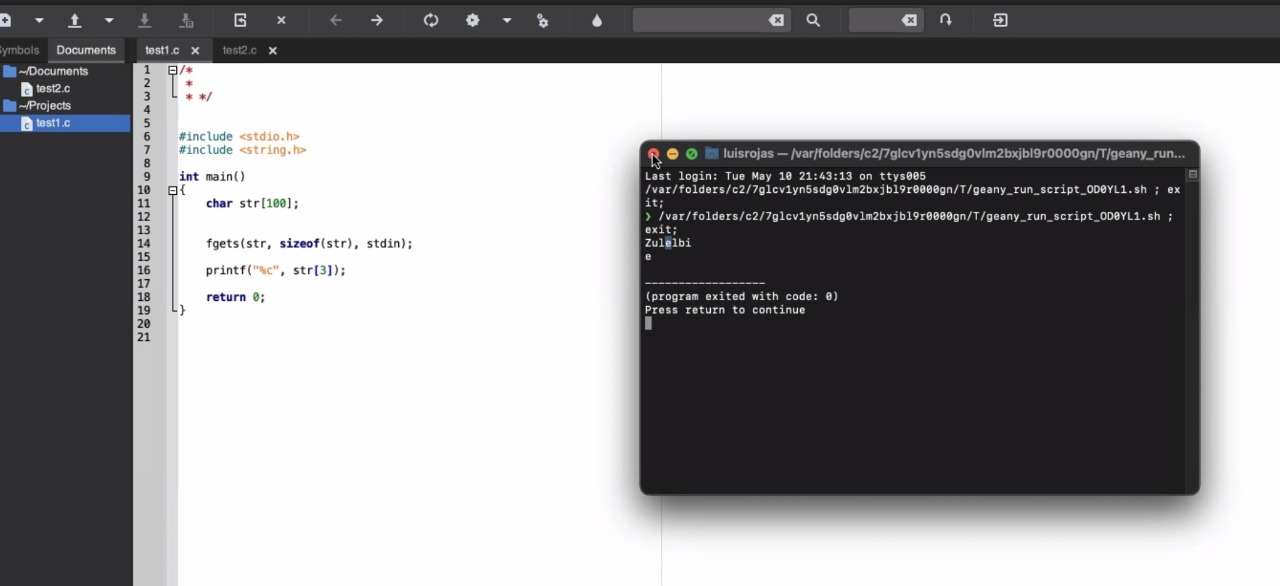 ymbols Documents
~/Documents
test2.c
~/Projects
test1.c
test1.c test2.c
1 /*
2 *
3 * */
4
5
6 #include <stdio.h>
7 #include <string.h>
8
9 int main()
10 {
11 char str[100];
12
13
14 fgets(str, sizeof(str), stdin);
15
16 printf("%c", str[3]);
17
18 return 0;
19 }
20
21
luisrojas — /var/folders/c2/7glcv1yn5sdg0vlm2bxjbl9r0000gn/T/geany_run...
Last login: Tue May 10 21:43:13 on ttys005
/var/folders/c2/7glcv1yn5sdg0vlm2bxjbl9r0000gn/T/geany_run_script_OD0YL1.sh ; ex
it;
❯ /var/folders/c2/7glcv1yn5sdg0vlm2bxjbl9r0000gn/T/geany_run_script_OD0YL1.sh ;
exit;
Zulelbi
e
------------------
(program exited with code: 0)
Press return to continue